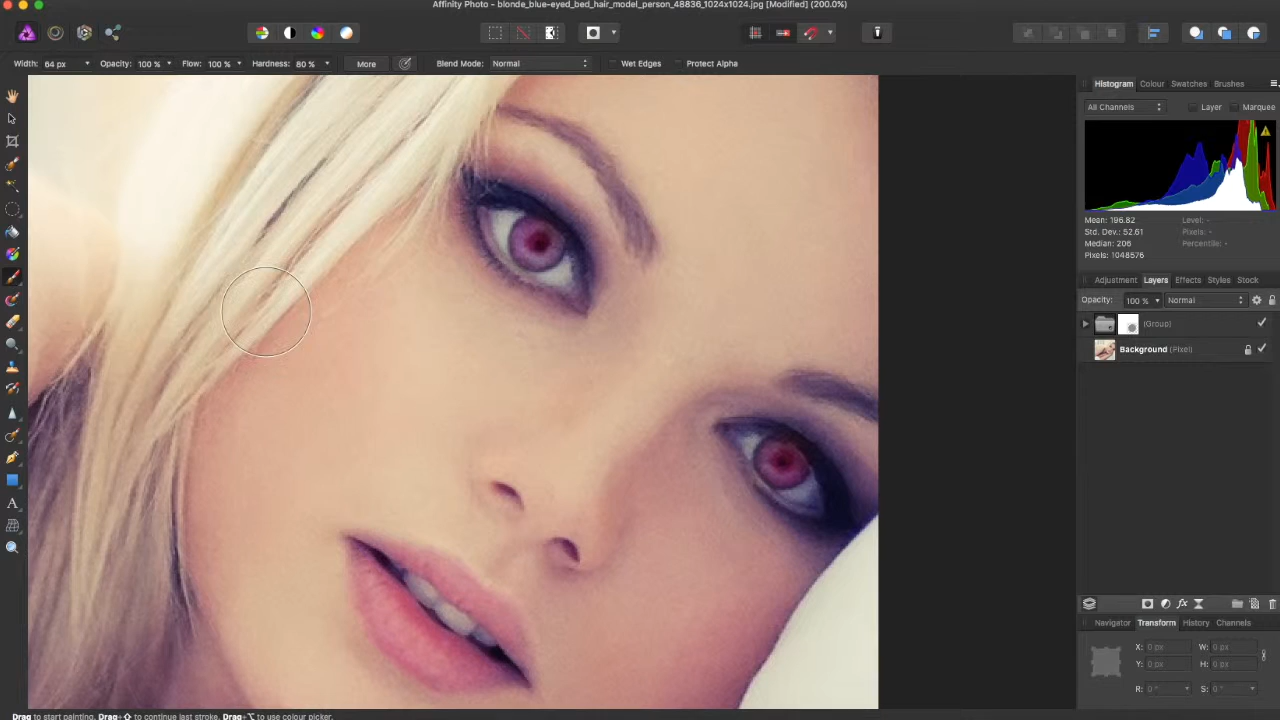 Affinity Photo - blonde_blue-eyed_bed_hair_model_person_48836_1024x1024.jpg [Modified] (200.0%)
Width: 64 px Opacity: 100 % Flow: 100 % Hardness: 80 % More Blend Mode: Normal Wet Edges Protect Alpha
Histogram Colour Swatches Brushes
All Channels Layer Marquee
Mean: 196.82 Level: -
Std. Dev.: 52.61 Pixels: -
Median: 206 Percentile: -
Pixels: 1048576
Adjustment Layers Effects Styles Stock
Opacity: 100 % Normal
(Group)
Background (Pixel)
Navigator Transform History Channels
X: 0 px W: 0 px
Y: 0 px H: 0 px
R: 0 ° S: 0 °
Drag to start painting. Drag+⇧ to continue last stroke. Drag+⌥ to use colour picker.